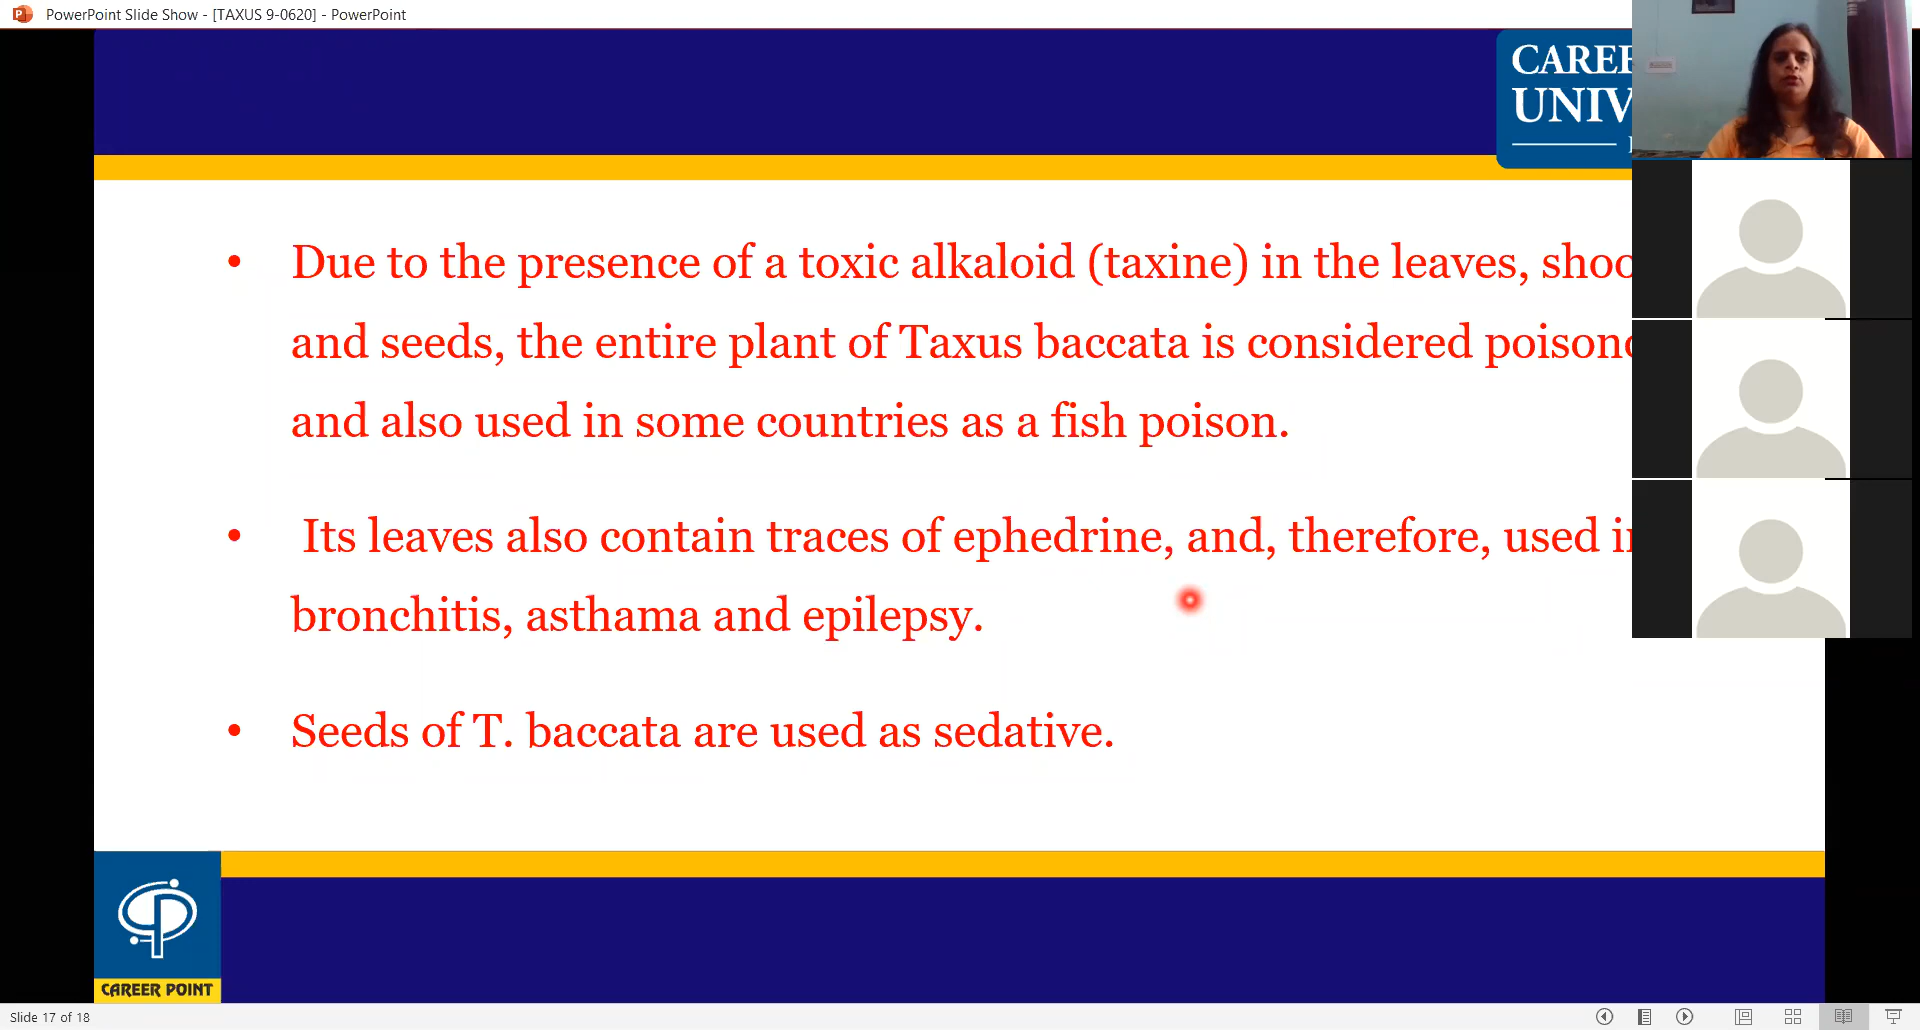 PowerPoint Slide Show - [TAXUS 9-0620] - PowerPoint
CAREER
UNIV
• Due to the presence of a toxic alkaloid (taxine) in the leaves, shoo
and seeds, the entire plant of Taxus baccata is considered poisono
and also used in some countries as a fish poison.
• Its leaves also contain traces of ephedrine, and, therefore, used in
bronchitis, asthama and epilepsy.
• Seeds of T. baccata are used as sedative.
CAREER POINT
Slide 17 of 18